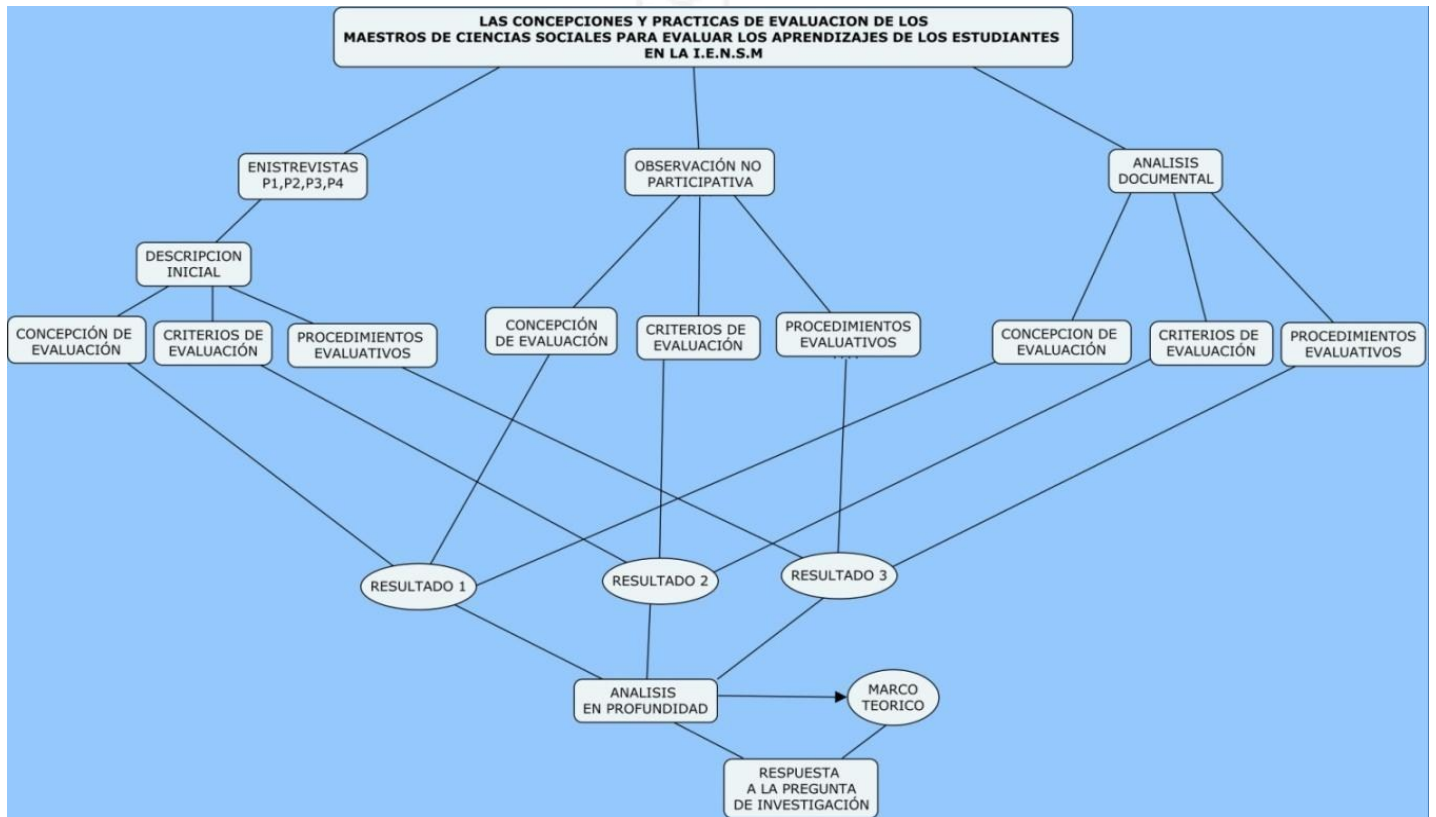 LAS CONCEPCIONES Y PRACTICAS DE EVALUACION DE LOS
MAESTROS DE CIENCIAS SOCIALES PARA EVALUAR LOS APRENDIZAJES DE LOS ESTUDIANTES
EN LA I.E.N.S.M
ENISTREVISTAS
P1,P2,P3,P4
OBSERVACIÓN NO
PARTICIPATIVA
ANALISIS
DOCUMENTAL
DESCRIPCION
INICIAL
CONCEPCIÓN DE
EVALUACIÓN
CRITERIOS DE
EVALUACIÓN
PROCEDIMIENTOS
EVALUATIVOS
CONCEPCIÓN
DE EVALUACIÓN
CRITERIOS DE
EVALUACIÓN
PROCEDIMIENTOS
EVALUATIVOS
CONCEPCION DE
EVALUACIÓN
CRITERIOS DE
EVALUACIÓN
PROCEDIMIENTOS
EVALUATIVOS
RESULTADO 1
RESULTADO 2
RESULTADO 3
ANALISIS
EN PROFUNDIDAD
MARCO
TEORICO
RESPUESTA
A LA PREGUNTA
DE INVESTIGACIÓN